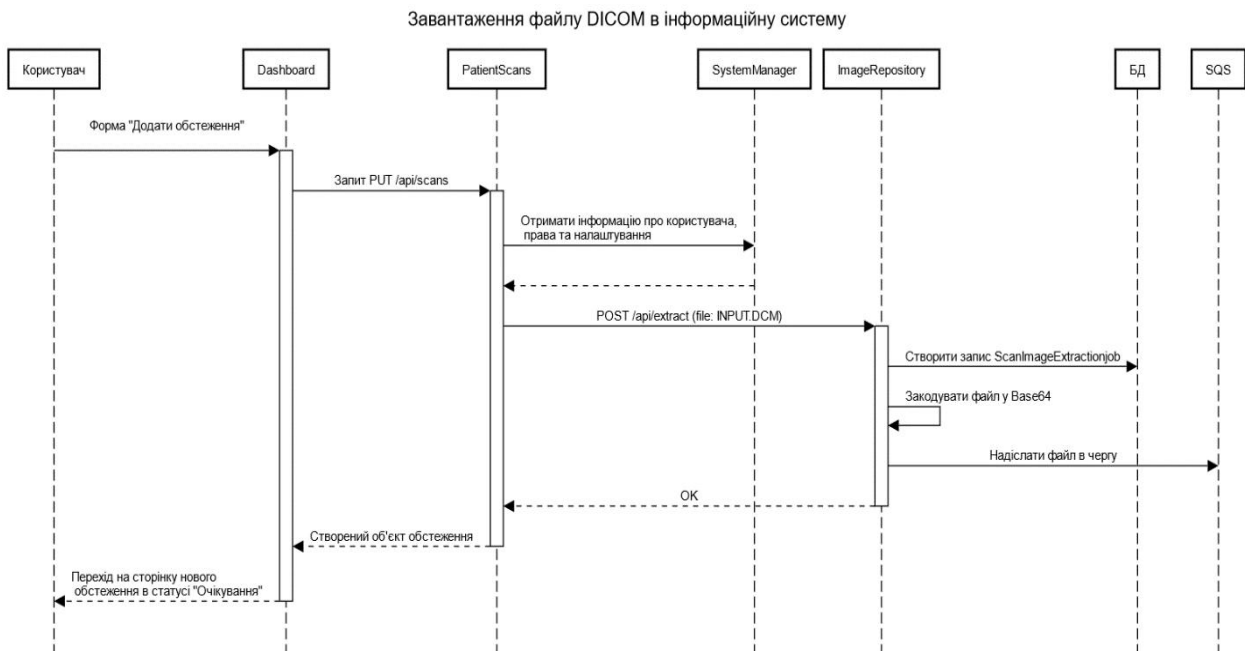 Завантаження файлу DICOM в інформаційну систему
Користувач
Dashboard
PatientScans
SystemManager
ImageRepository
БД
SQS
Форма "Додати обстеження"
Запит PUT /api/scans
Отримати інформацію про користувача,
права та налаштування
POST /api/extract (file: INPUT.DCM)
Створити запис ScanImageExtractionjob
Закодувати файл у Base64
Надіслати файл в чергу
OK
Створений об'єкт обстеження
Перехід на сторінку нового
обстеження в статусі "Очікування"